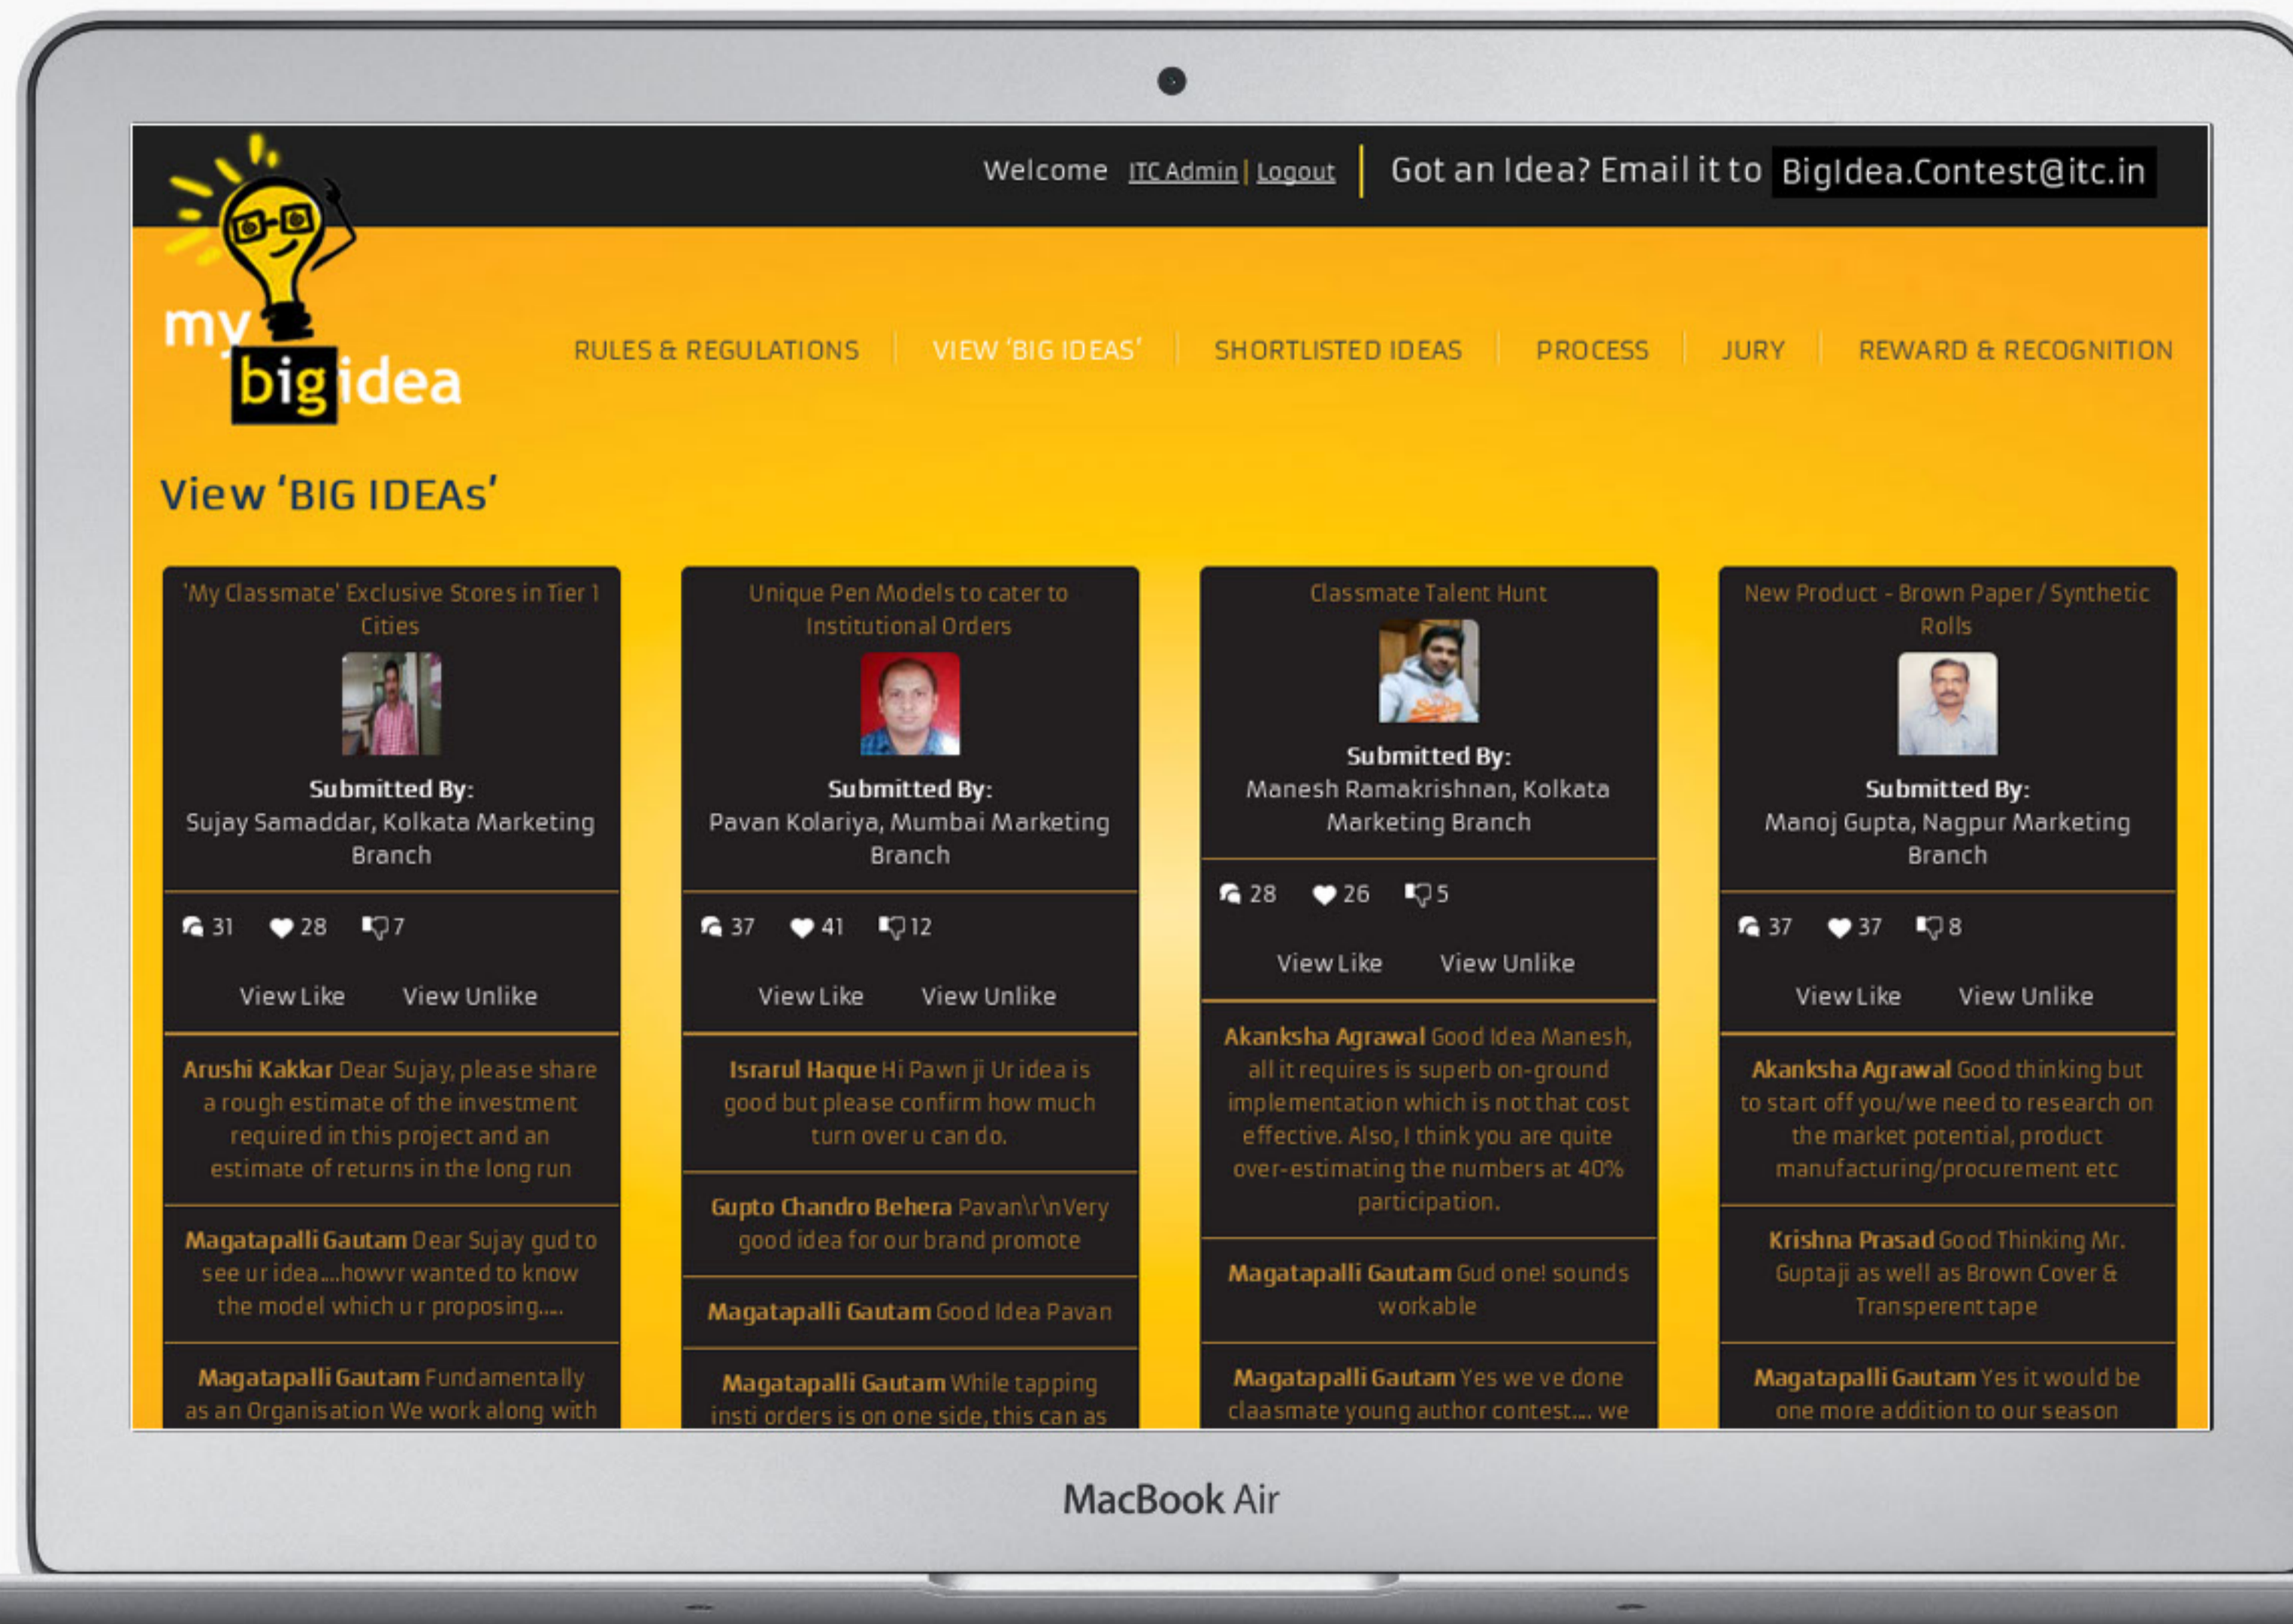 Welcome ITC Admin | Logout | Got an Idea? Email it to BigIdea.Contest@itc.in
my
big idea
RULES & REGULATIONS | VIEW ‘BIG IDEAS’ | SHORTLISTED IDEAS | PROCESS | JURY | REWARD & RECOGNITION
View ‘BIG IDEAs’
'My Classmate' Exclusive Stores in Tier 1
Cities
Submitted By:
Sujay Samaddar, Kolkata Marketing
Branch
31 28 7
View Like View Unlike
Arushi Kakkar Dear Sujay, please share
a rough estimate of the investment
required in this project and an
estimate of returns in the long run
Magatapalli Gautam Dear Sujay gud to
see ur idea....howvr wanted to know
the model which u r proposing.....
Magatapalli Gautam Fundamentally
as an Organisation We work along with
Unique Pen Models to cater to
Institutional Orders
Submitted By:
Pavan Kolariya, Mumbai Marketing
Branch
37 41 12
View Like View Unlike
Israrul Haque Hi Pawn ji Ur idea is
good but please confirm how much
turn over u can do.
Gupto Chandro Behera Pavan\r\nVery
good idea for our brand promote
Magatapalli Gautam Good Idea Pavan
Magatapalli Gautam While tapping
insti orders is on one side, this can as
Classmate Talent Hunt
Submitted By:
Manesh Ramakrishnan, Kolkata
Marketing Branch
28 26 5
View Like View Unlike
Akanksha Agrawal Good Idea Manesh,
all it requires is superb on-ground
implementation which is not that cost
effective. Also, I think you are quite
over-estimating the numbers at 40%
participation.
Magatapalli Gautam Gud one! sounds
workable
Magatapalli Gautam Yes we ve done
claasmate young author contest.... we
New Product - Brown Paper / Synthetic
Rolls
Submitted By:
Manoj Gupta, Nagpur Marketing
Branch
37 37 8
View Like View Unlike
Akanksha Agrawal Good thinking but
to start off you/we need to research on
the market potential, product
manufacturing/procurement etc
Krishna Prasad Good Thinking Mr.
Guptaji as well as Brown Cover &
Transperent tape
Magatapalli Gautam Yes it would be
one more addition to our season
MacBook Air